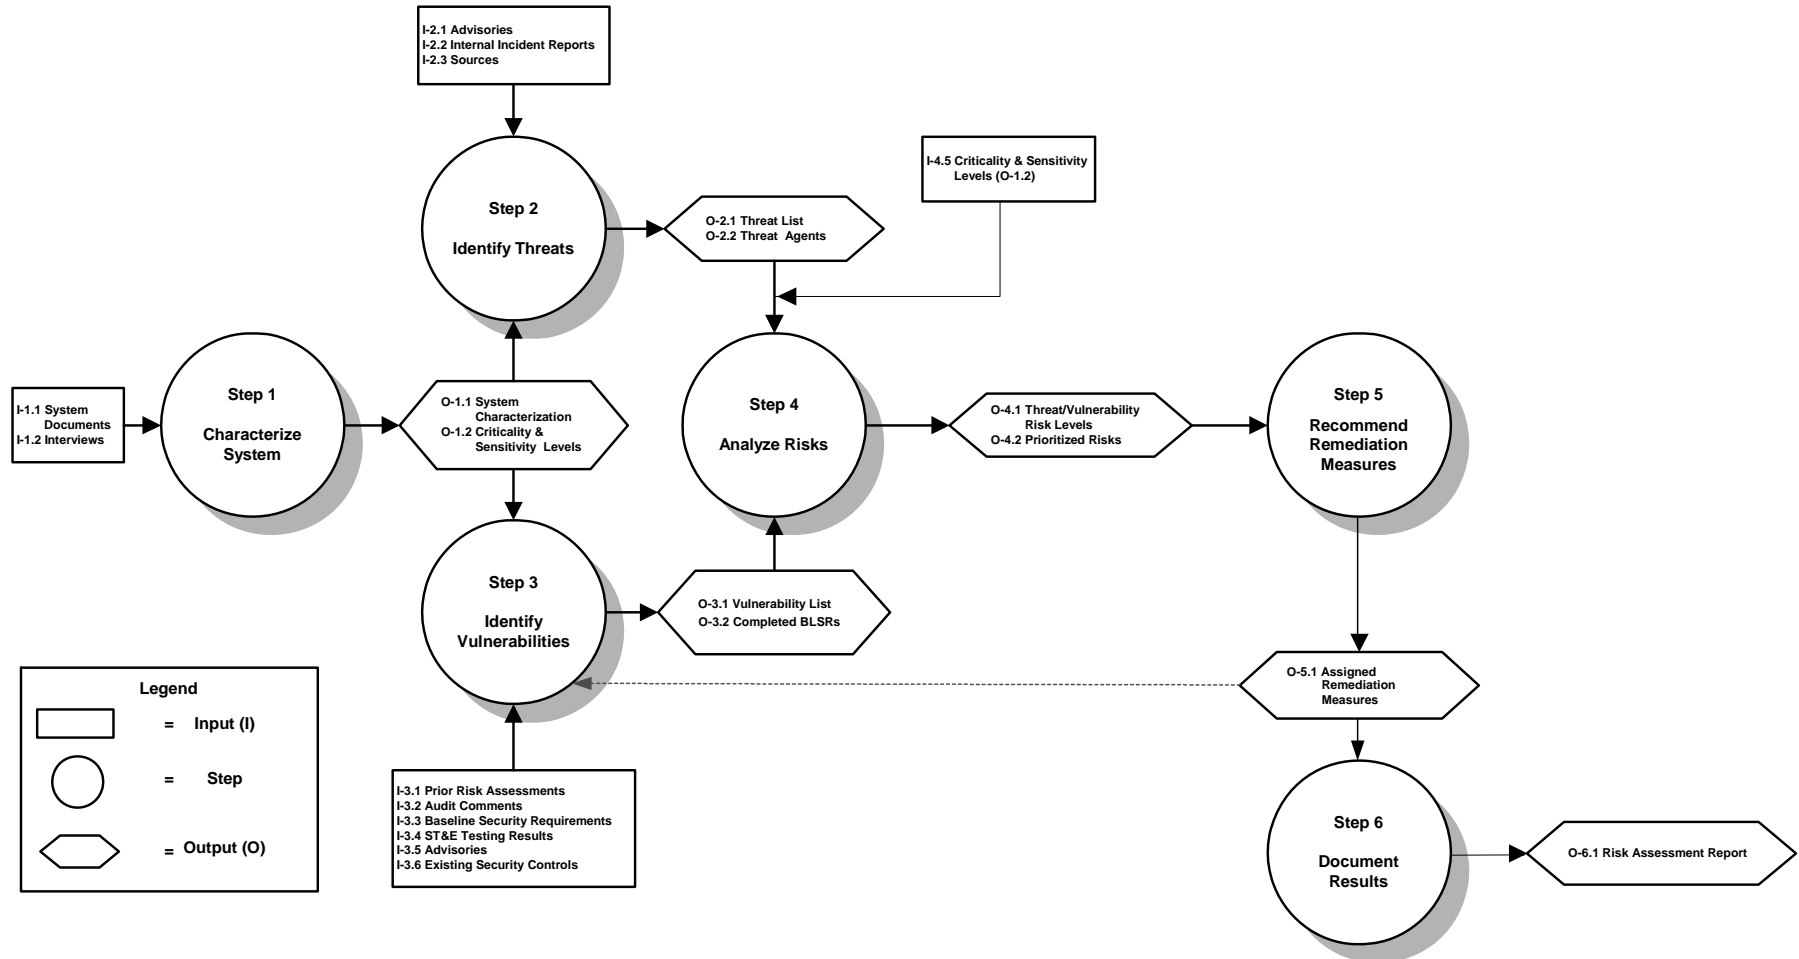 I-2.1 Advisories
I-2.2 Internal Incident Reports
I-2.3 Sources
Step 2
Identify Threats
O-2.1 Threat List
O-2.2 Threat Agents
I-4.5 Criticality & Sensitivity
Levels (O-1.2)
I-1.1 System
Documents
I-1.2 Interviews
Step 1
Characterize
System
O-1.1 System
Characterization
O-1.2 Criticality &
Sensitivity Levels
Step 4
Analyze Risks
O-4.1 Threat/Vulnerability
Risk Levels
O-4.2 Prioritized Risks
Step 5
Recommend
Remediation
Measures
Step 3
Identify
Vulnerabilities
O-3.1 Vulnerability List
O-3.2 Completed BLSRs
O-5.1 Assigned
Remediation
Measures
I-3.1 Prior Risk Assessments
I-3.2 Audit Comments
I-3.3 Baseline Security Requirements
I-3.4 ST&E Testing Results
I-3.5 Advisories
I-3.6 Existing Security Controls
Step 6
Document
Results
O-6.1 Risk Assessment Report
Legend
= Input (I)
= Step
= Output (O)